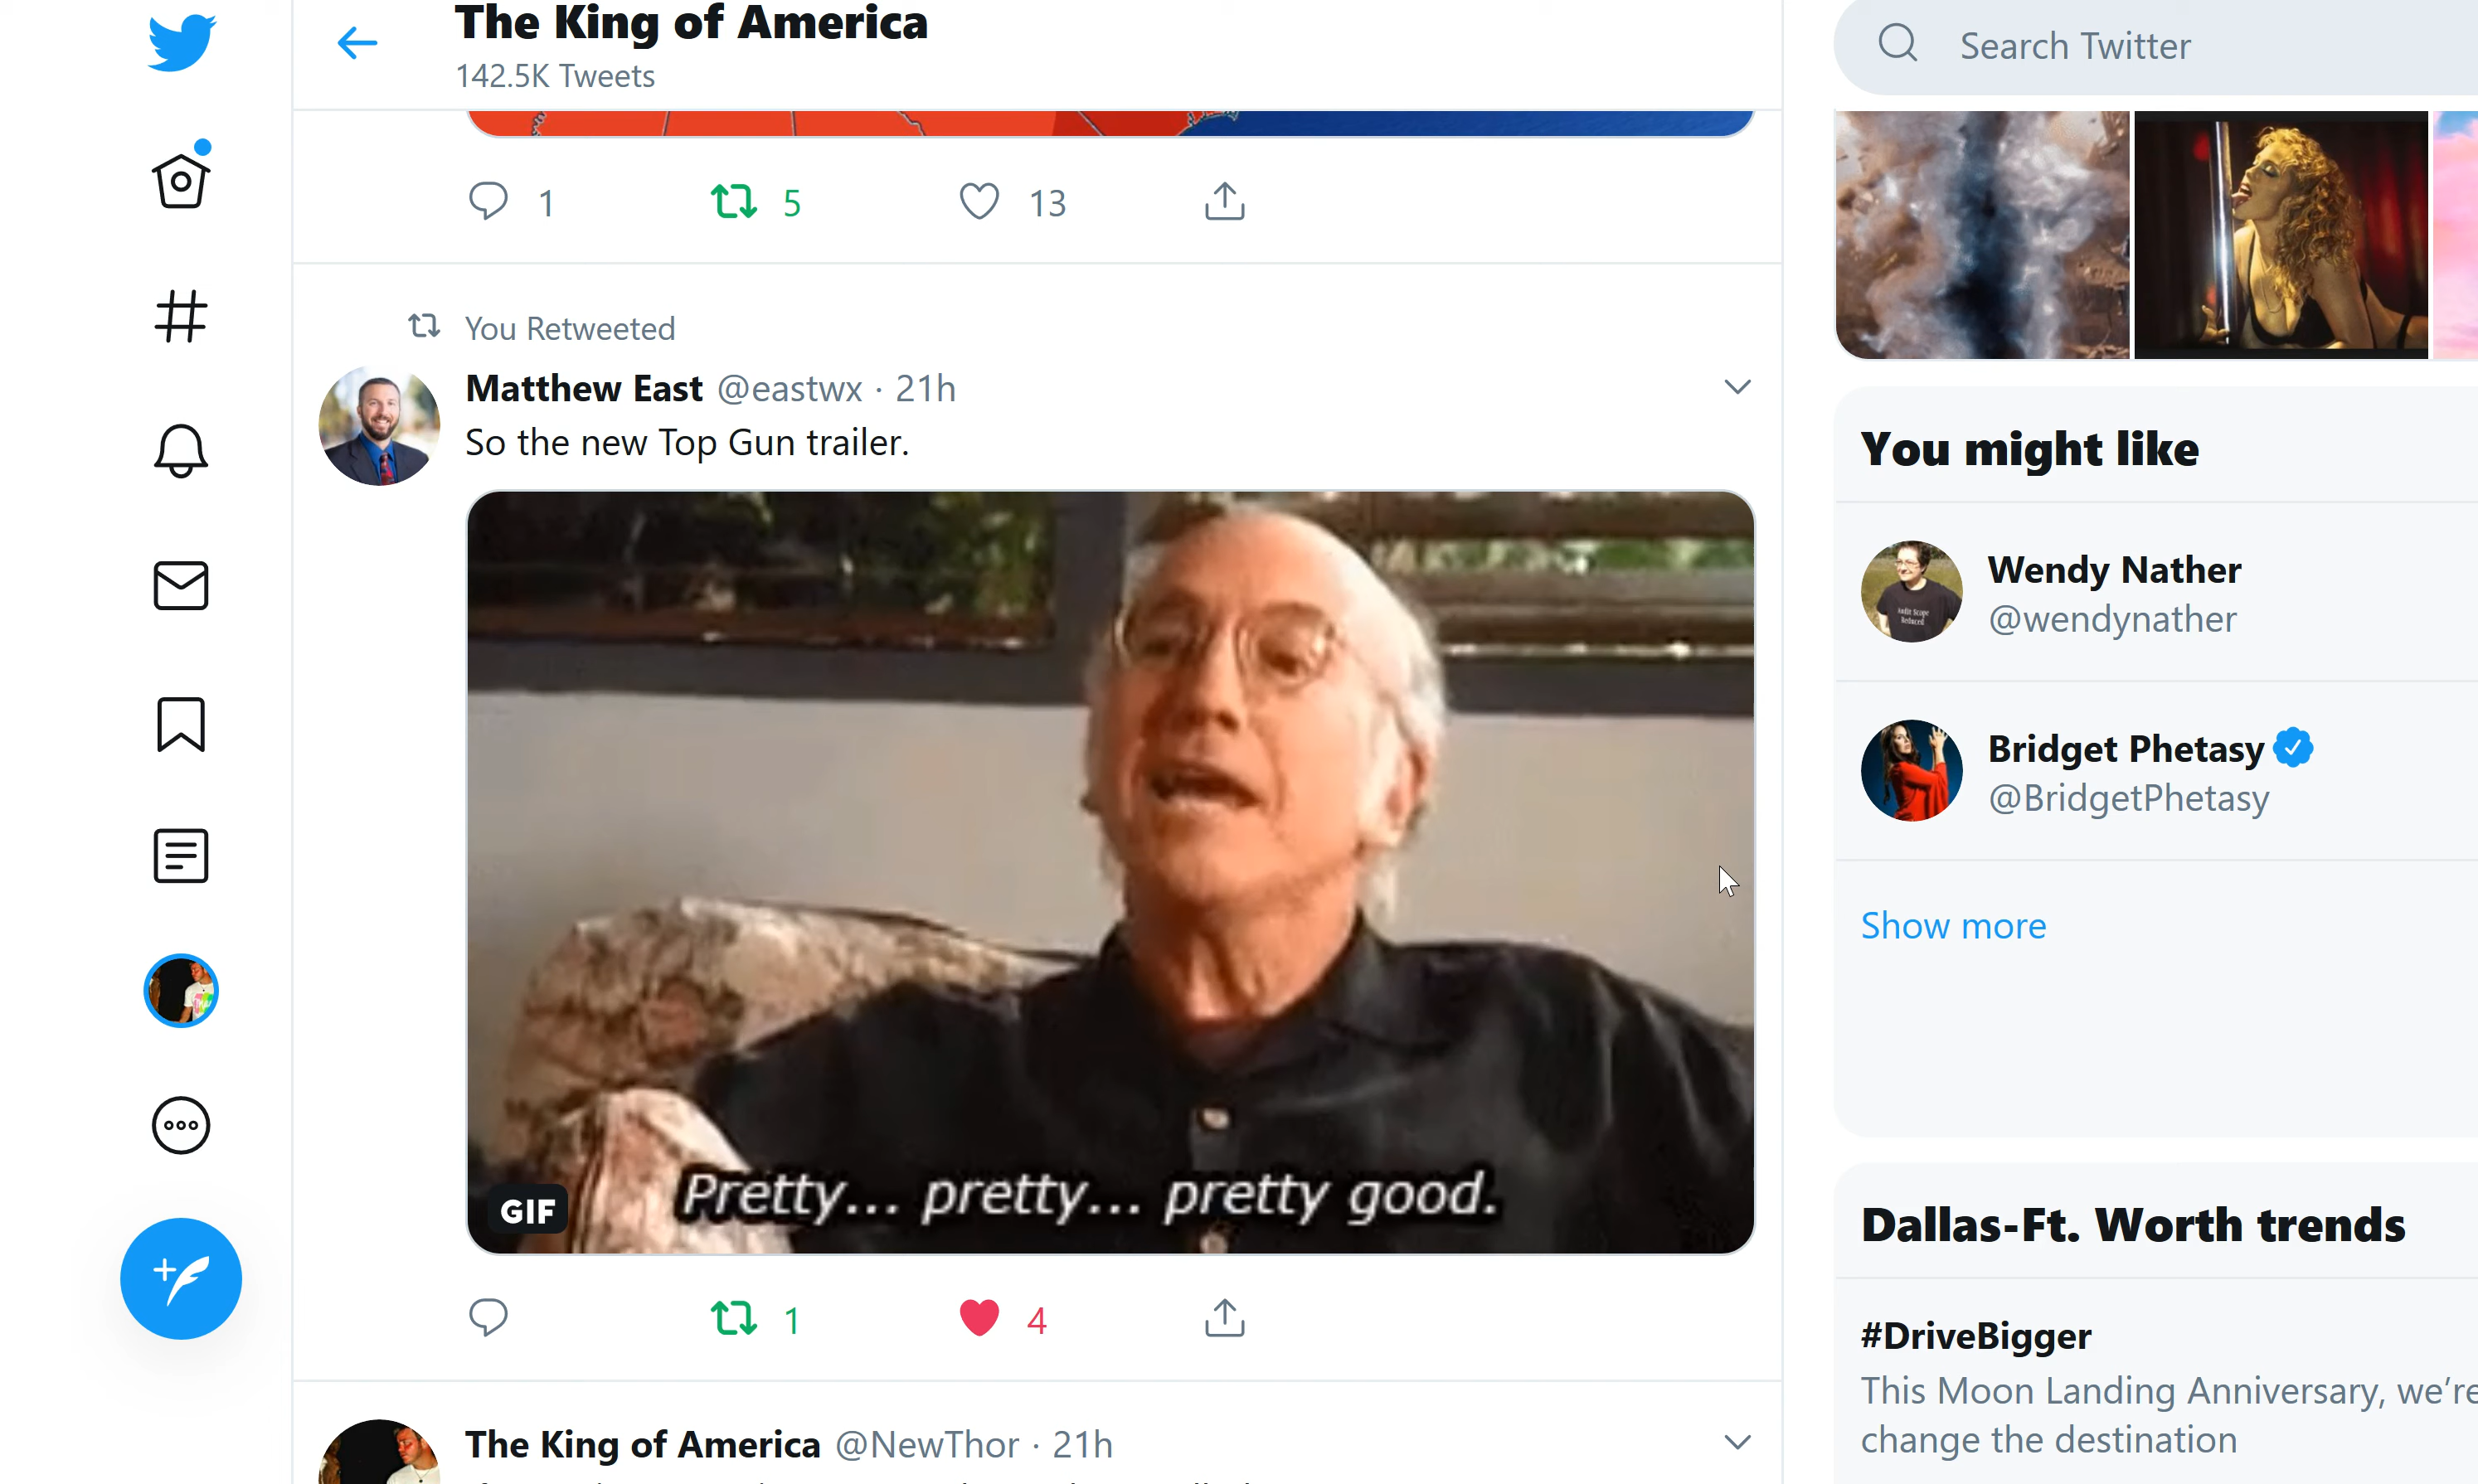 The King of America
142.5K Tweets
1
5
13
You Retweeted
Matthew East @eastwx · 21h
So the new Top Gun trailer.
Pretty... pretty... pretty good.
GIF
1
4
The King of America @NewThor · 21h
Search Twitter
You might like
Wendy Nather
@wendynather
Audit Scope
Reduced
Bridget Phetasy
@BridgetPhetasy
Show more
Dallas-Ft. Worth trends
#DriveBigger
This Moon Landing Anniversary, we’re
change the destination